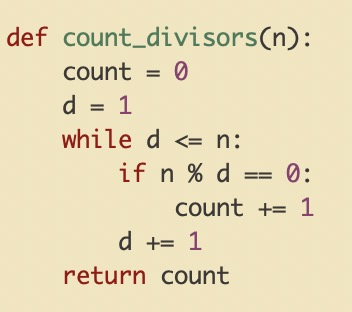 def count_divisors(n):
    count = 0
    d = 1
    while d <= n:
        if n % d == 0:
            count += 1
        d += 1
    return count